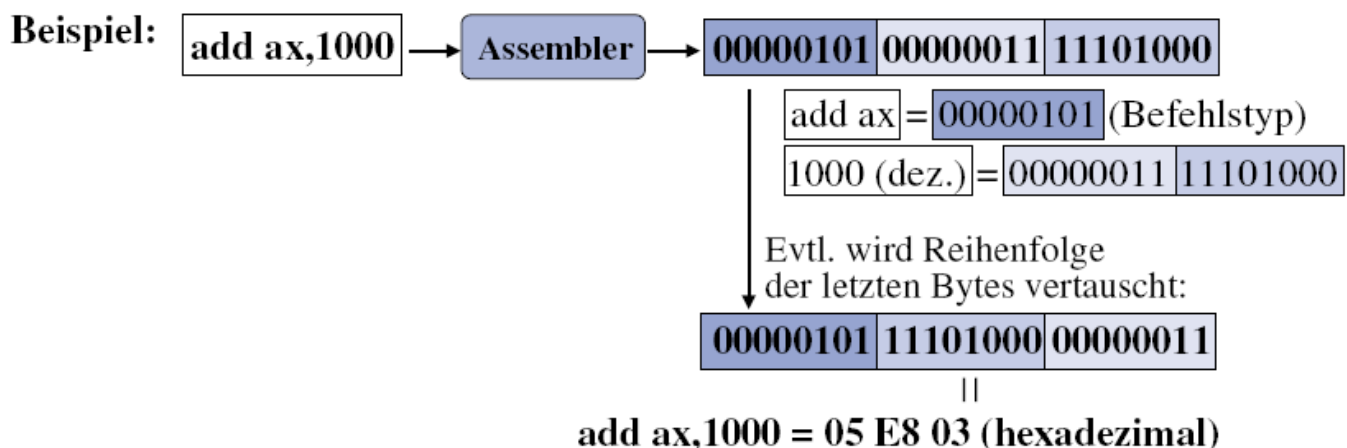 Beispiel: add ax,1000 Assembler 00000101 00000011 11101000
add ax = 00000101 (Befehlstyp)
1000 (dez.) = 00000011 11101000
Evtl. wird Reihenfolge
der letzten Bytes vertauscht:
00000101 11101000 00000011
=
add ax,1000 = 05 E8 03 (hexadezimal)